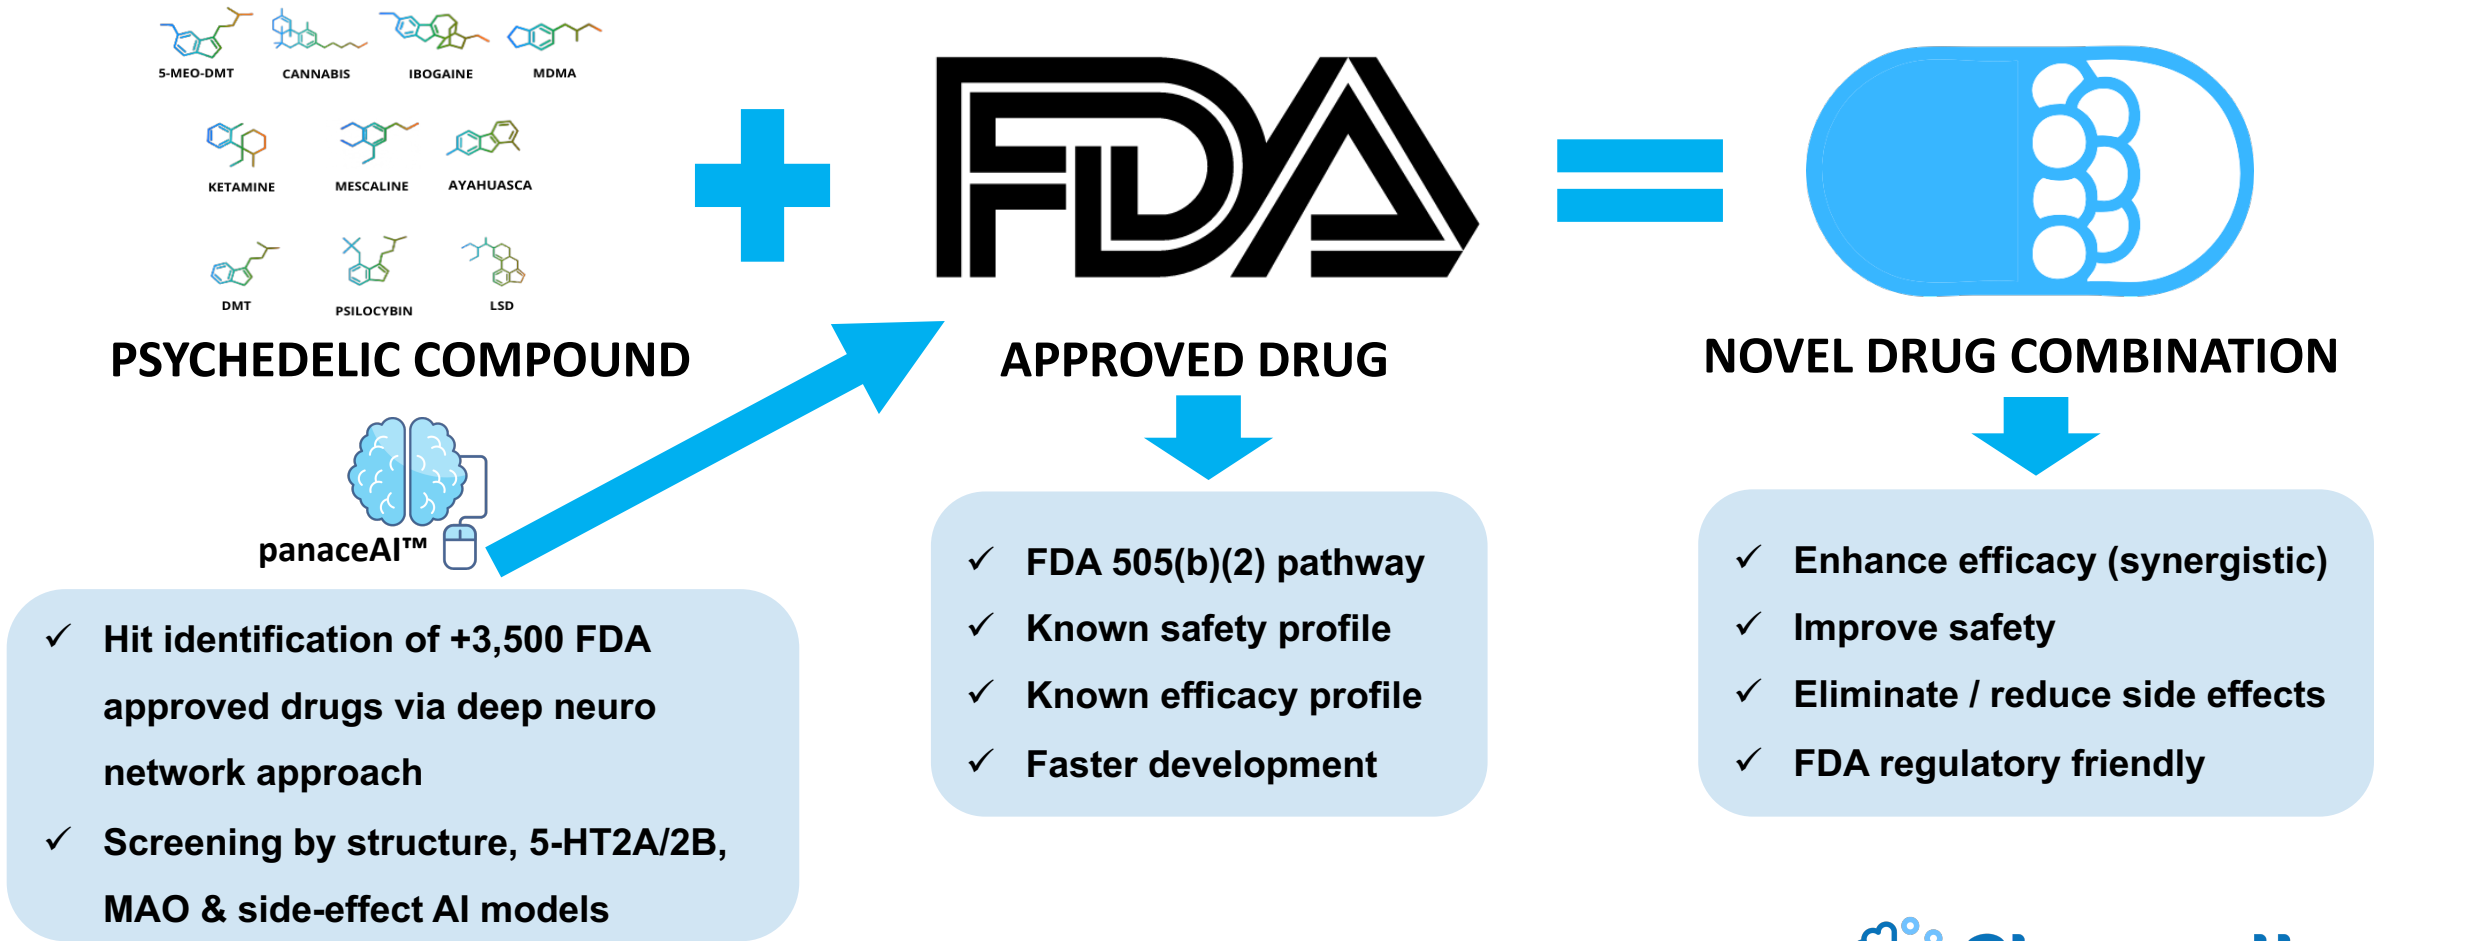 5-MEO-DMT
CANNABIS
IBOGAINE
MDMA
KETAMINE
MESCALINE
AYAHUASCA
DMT
PSILOCYBIN
LSD
PSYCHEDELIC COMPOUND
panaceAI™
✓ Hit identification of +3,500 FDA
approved drugs via deep neuro
network approach
✓ Screening by structure, 5-HT2A/2B,
MAO & side-effect AI models
FDA
APPROVED DRUG
✓ FDA 505(b)(2) pathway
✓ Known safety profile
✓ Known efficacy profile
✓ Faster development
NOVEL DRUG COMBINATION
✓ Enhance efficacy (synergistic)
✓ Improve safety
✓ Eliminate / reduce side effects
✓ FDA regulatory friendly